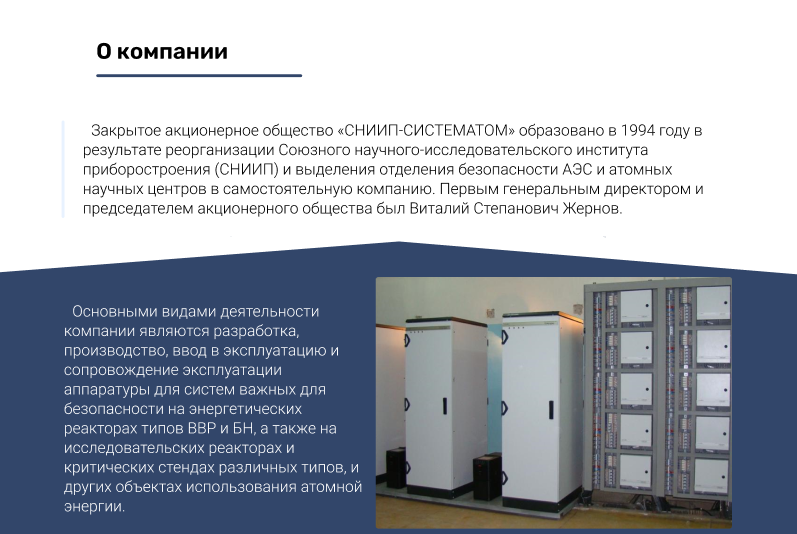 О компании
Закрытое акционерное общество «СНИИП-СИСТЕМАТОМ» образовано в 1994 году в
результате реорганизации Союзного научного-исследовательского института
приборостроения (СНИИП) и выделения отделения безопасности АЭС и атомных
научных центров в самостоятельную компанию. Первым генеральным директором и
председателем акционерного общества был Виталий Степанович Жернов.
Основными видами деятельности
компании являются разработка,
производство, ввод в эксплуатацию и
сопровождение эксплуатации
аппаратуры для систем важных для
безопасности на энергетических
реакторах типов ВВР и БН, а также на
исследовательских реакторах и
критических стендах различных типов, и
других объектах использования атомной
энергии.